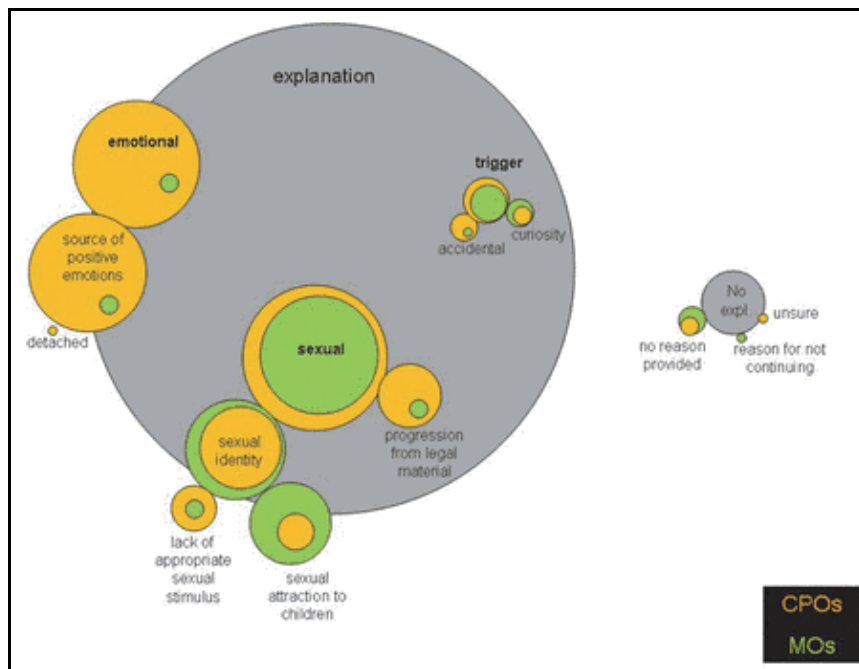 explanation
emotional
trigger
accidental
curiosity
source of
positive
emotions
detached
No
expl.
unsure
no reason
provided
reason for not
continuing
sexual
progression
from legal
material
sexual
identity
lack of
appropriate
sexual
stimulus
sexual
attraction to
children
CPOs
MOs